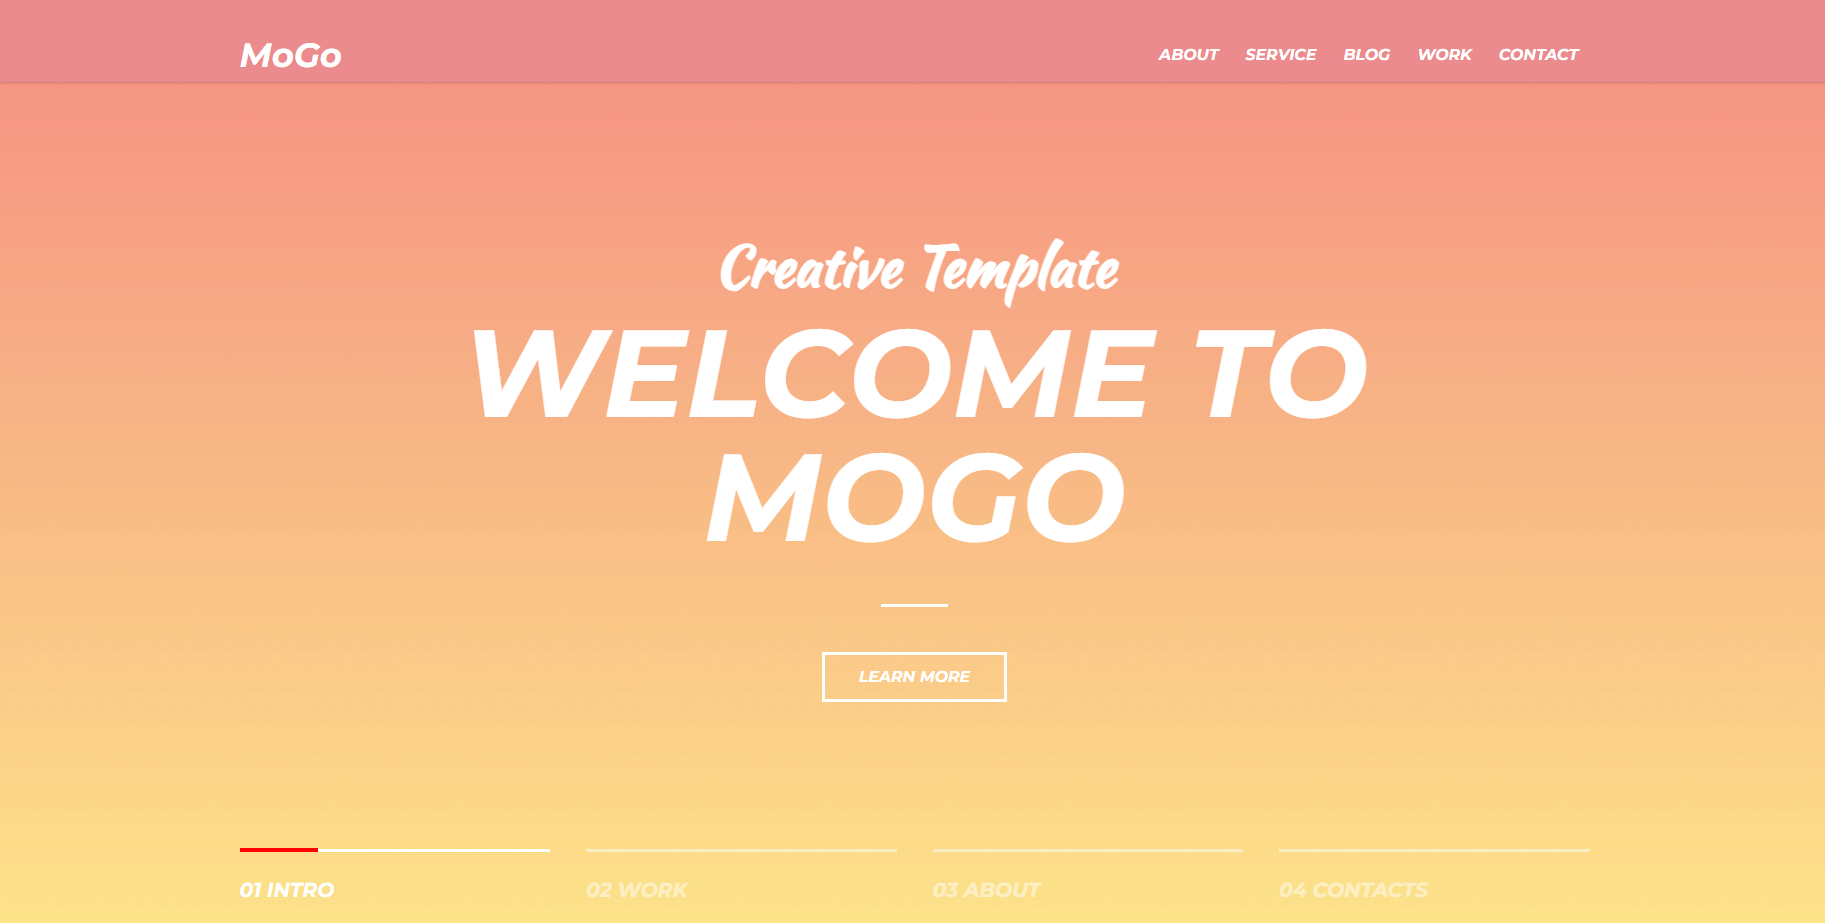 MoGo
ABOUT SERVICE BLOG WORK CONTACT
Creative Template
WELCOME TO
MOGO
LEARN MORE
01 INTRO
02 WORK
03 ABOUT
04 CONTACTS